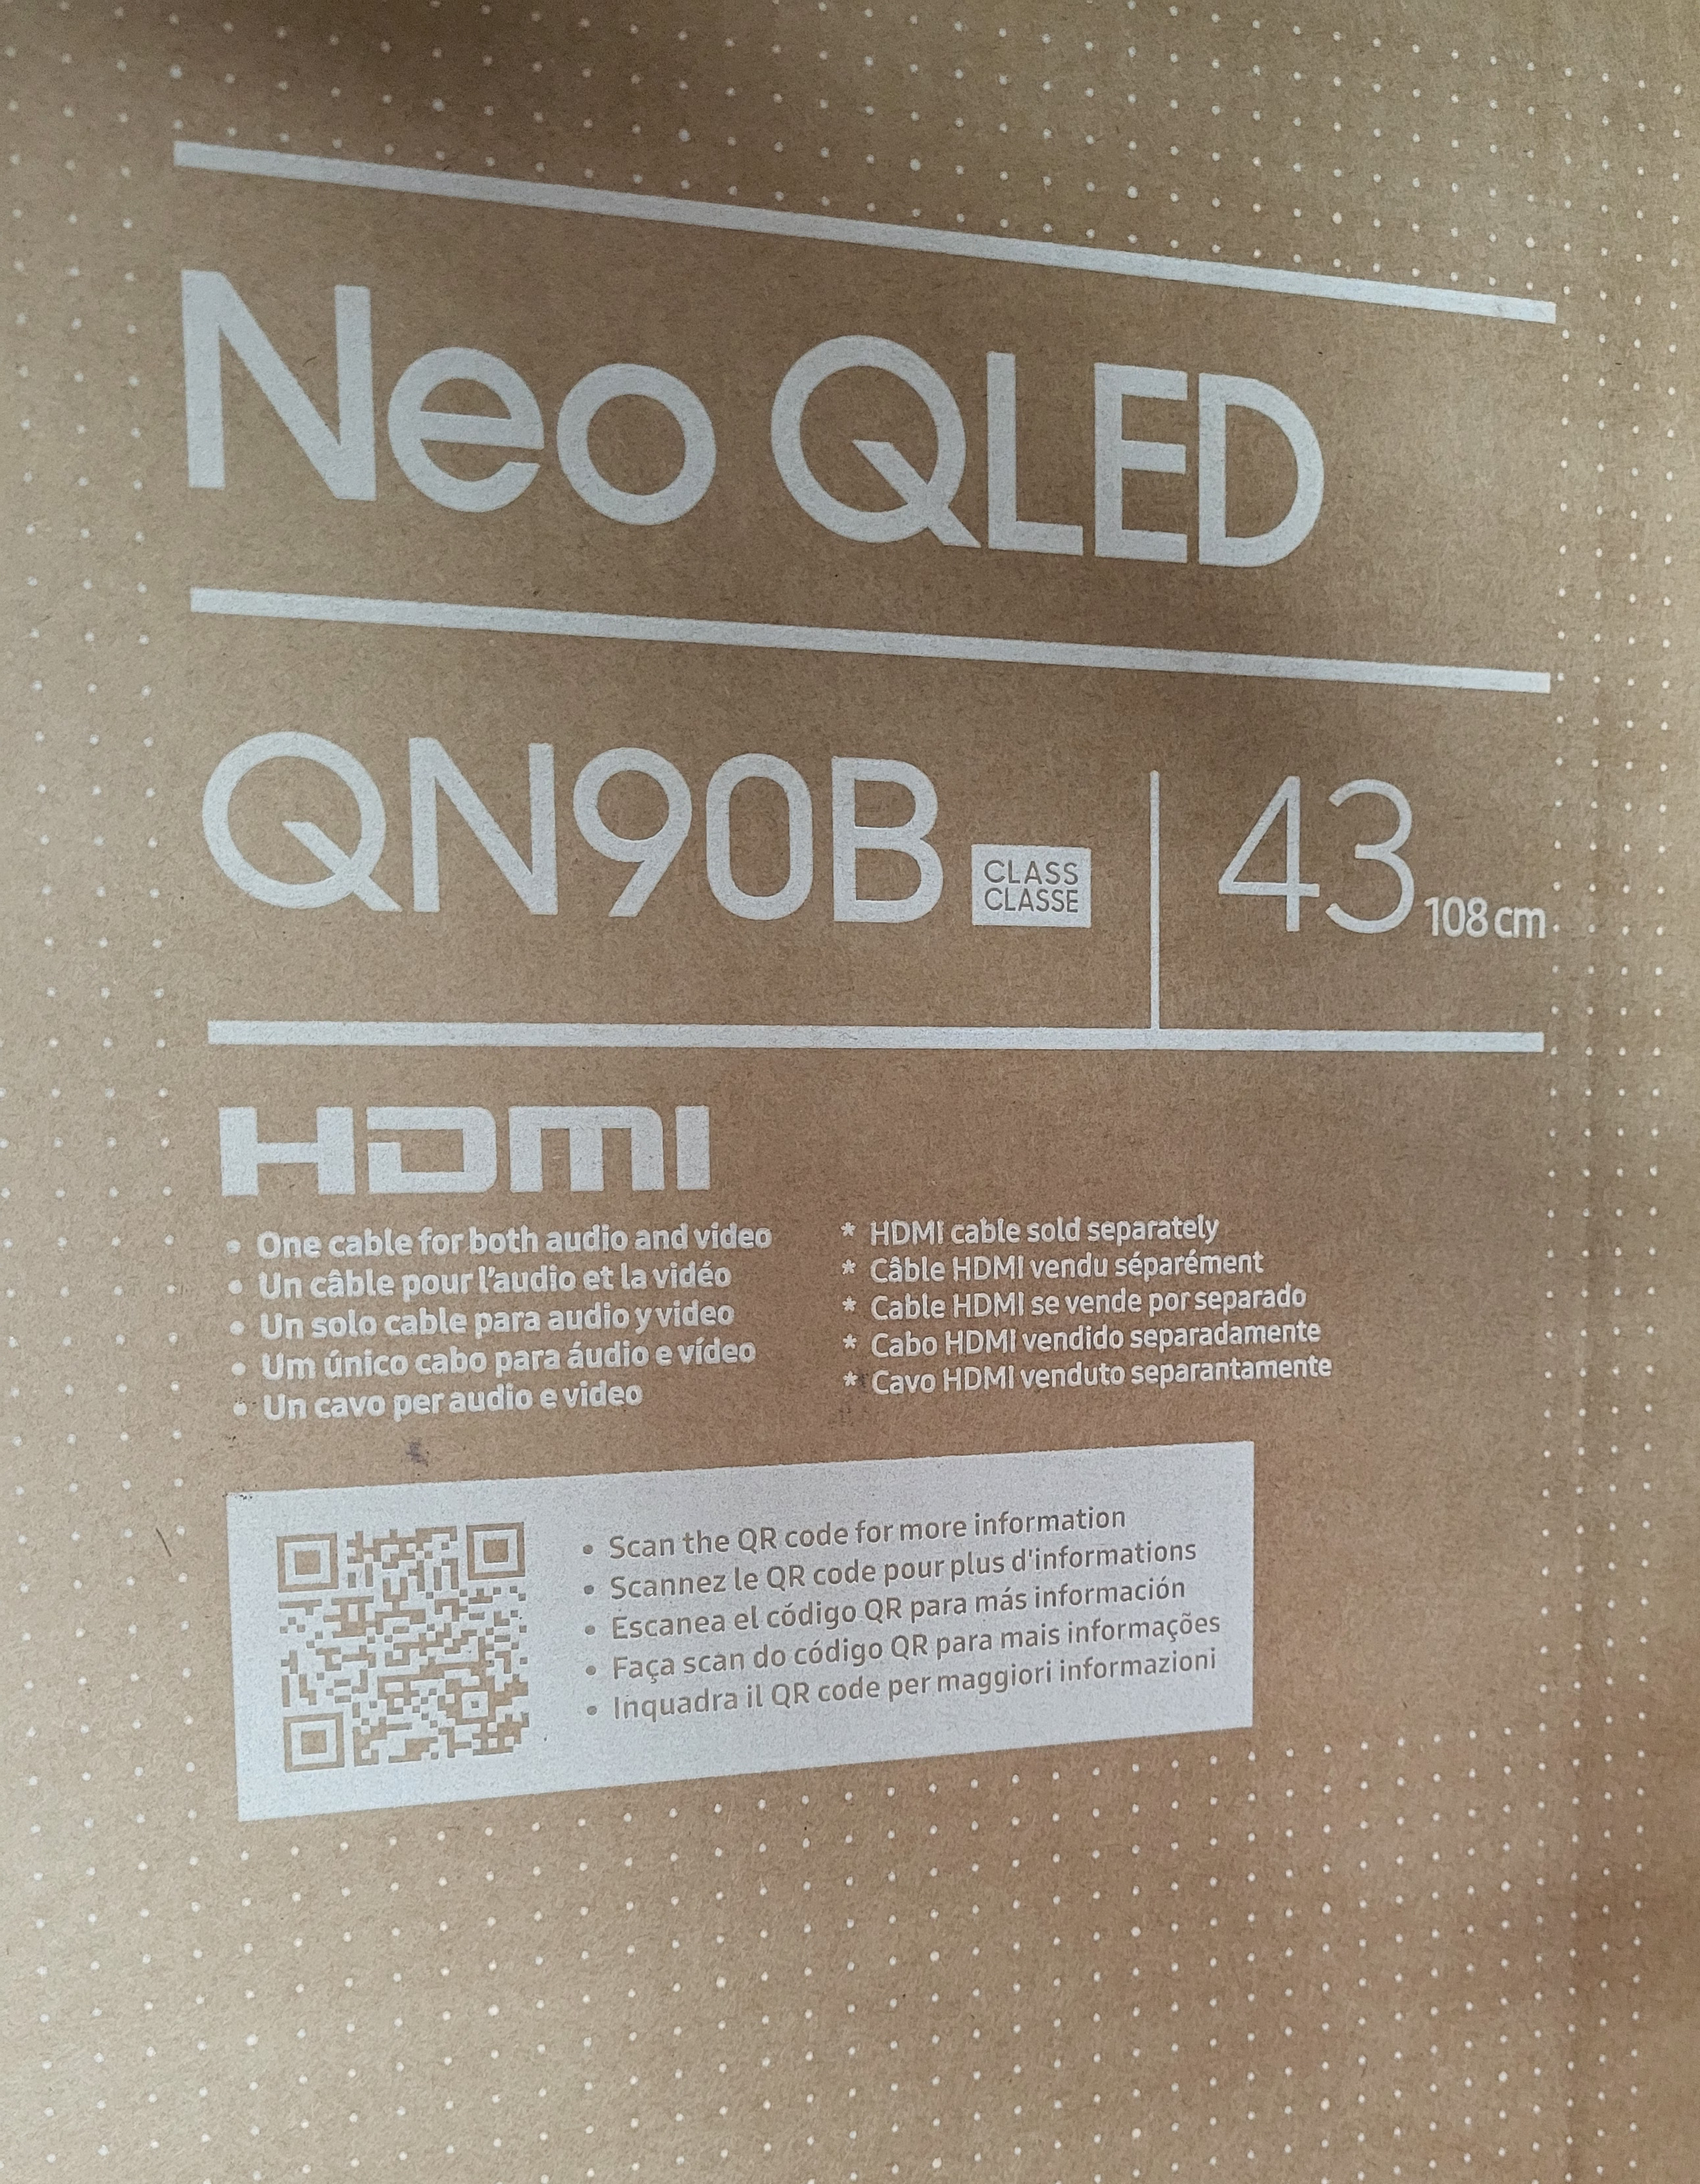 Neo QLED
QN90B CLASS CLASSE 43 108 cm
HDMI
• One cable for both audio and video
• Un câble pour l'audio et la vidéo
• Un solo cable para audio y video
• Um único cabo para áudio e vídeo
• Un cavo per audio e video
* HDMI cable sold separately
* Câble HDMI vendu séparément
* Cable HDMI se vende por separado
* Cabo HDMI vendido separadamente
* Cavo HDMI venduto separantamente
• Scan the QR code for more information
• Scannez le QR code pour plus d'informations
• Escanea el código QR para más información
• Faça scan do código QR para mais informações
• Inquadra il QR code per maggiori informazioni